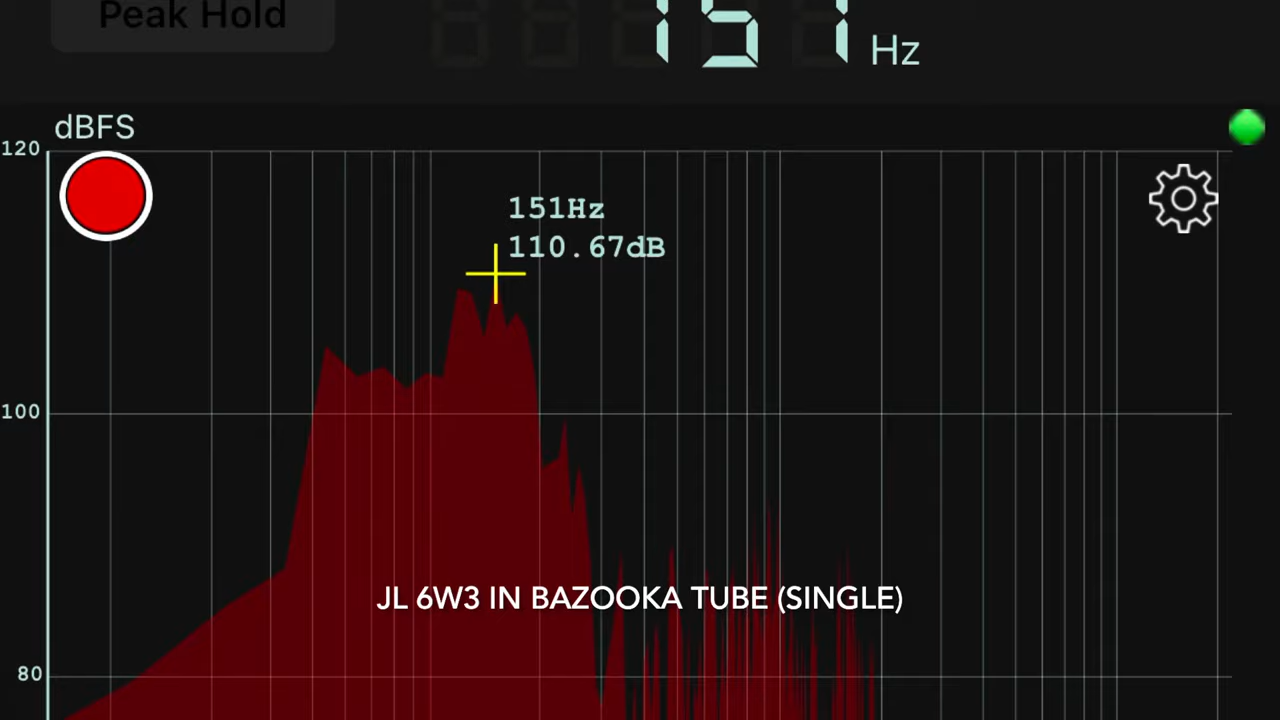 Peak Hold
151 Hz
dBFS
120
151Hz
110.67dB
100
JL 6W3 IN BAZOOKA TUBE (SINGLE)
80